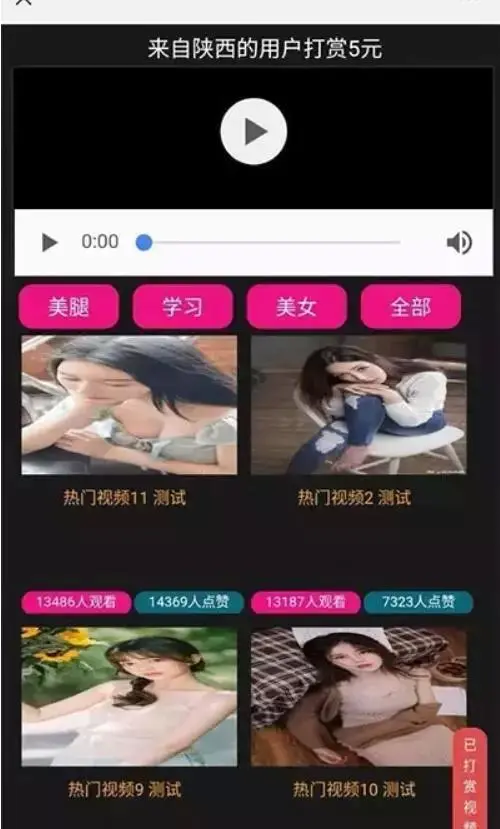 来自陕西的用户打赏5元
0:00
美腿 学习 美女 全部
热门视频11 测试 热门视频2 测试
13486人观看 14369人点赞 13187人观看 7323人点赞
热门视频9 测试 热门视频10 测试
已打赏视频